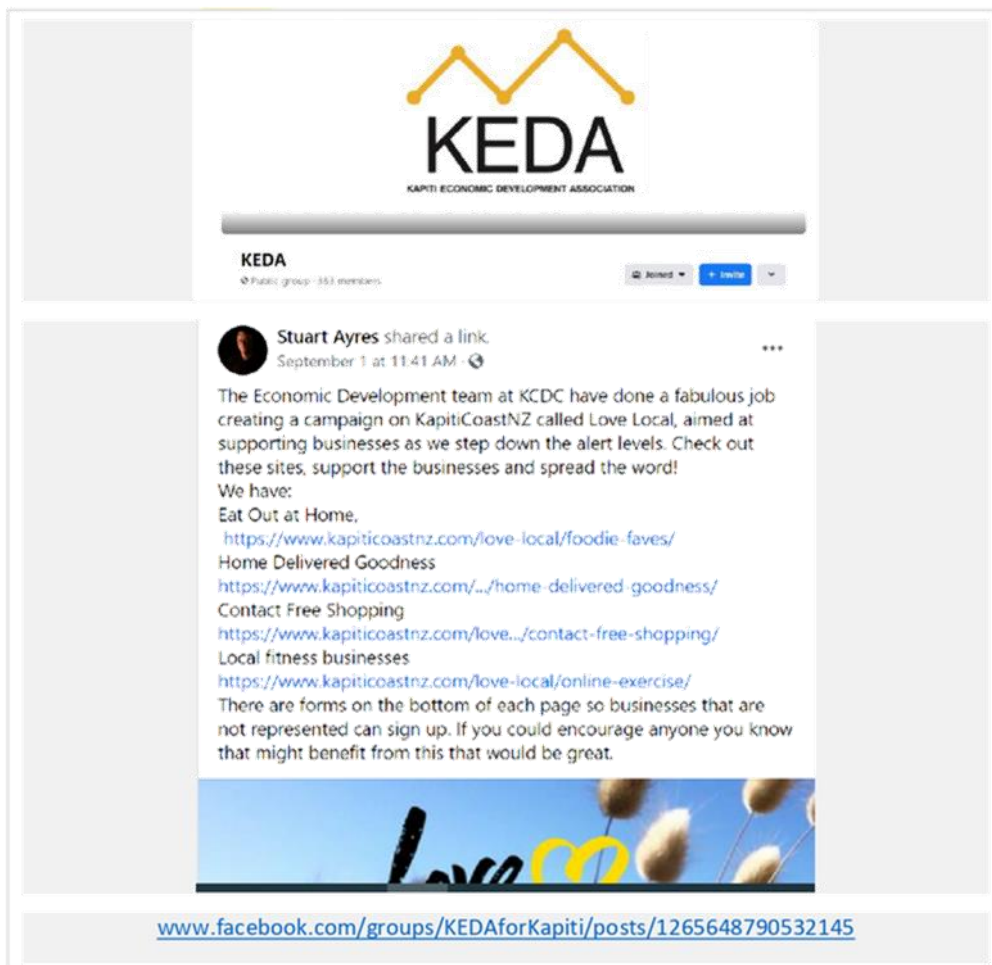 KEDA
KAPITI ECONOMIC DEVELOPMENT ASSOCIATION
KEDA
Public group · 363 members
Joined
+ Invite
Stuart Ayres shared a link.
September 1 at 11:41 AM ·
The Economic Development team at KCDC have done a fabulous job
creating a campaign on KapitiCoastNZ called Love Local, aimed at
supporting businesses as we step down the alert levels. Check out
these sites, support the businesses and spread the word!
We have:
Eat Out at Home,
https://www.kapiticoastnz.com/love-local/foodie-faves/
Home Delivered Goodness
https://www.kapiticoastnz.com/.../home-delivered-goodness/
Contact Free Shopping
https://www.kapiticoastnz.com/love.../contact-free-shopping/
Local fitness businesses
https://www.kapiticoastnz.com/love-local/online-exercise/
There are forms on the bottom of each page so businesses that are
not represented can sign up. If you could encourage anyone you know
that might benefit from this that would be great.
love
www.facebook.com/groups/KEDAforKapiti/posts/1265648790532145